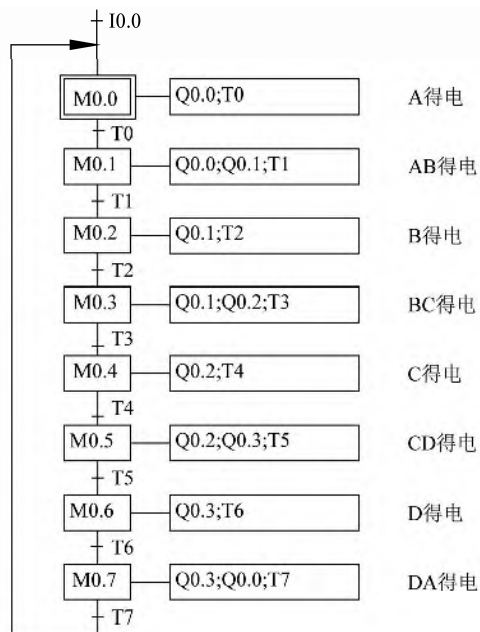 I0.0
M0.0 Q0.0;T0 A得电
T0
M0.1 Q0.0;Q0.1;T1 AB得电
T1
M0.2 Q0.1;T2 B得电
T2
M0.3 Q0.1;Q0.2;T3 BC得电
T3
M0.4 Q0.2;T4 C得电
T4
M0.5 Q0.2;Q0.3;T5 CD得电
T5
M0.6 Q0.3;T6 D得电
T6
M0.7 Q0.3;Q0.0;T7 DA得电
T7